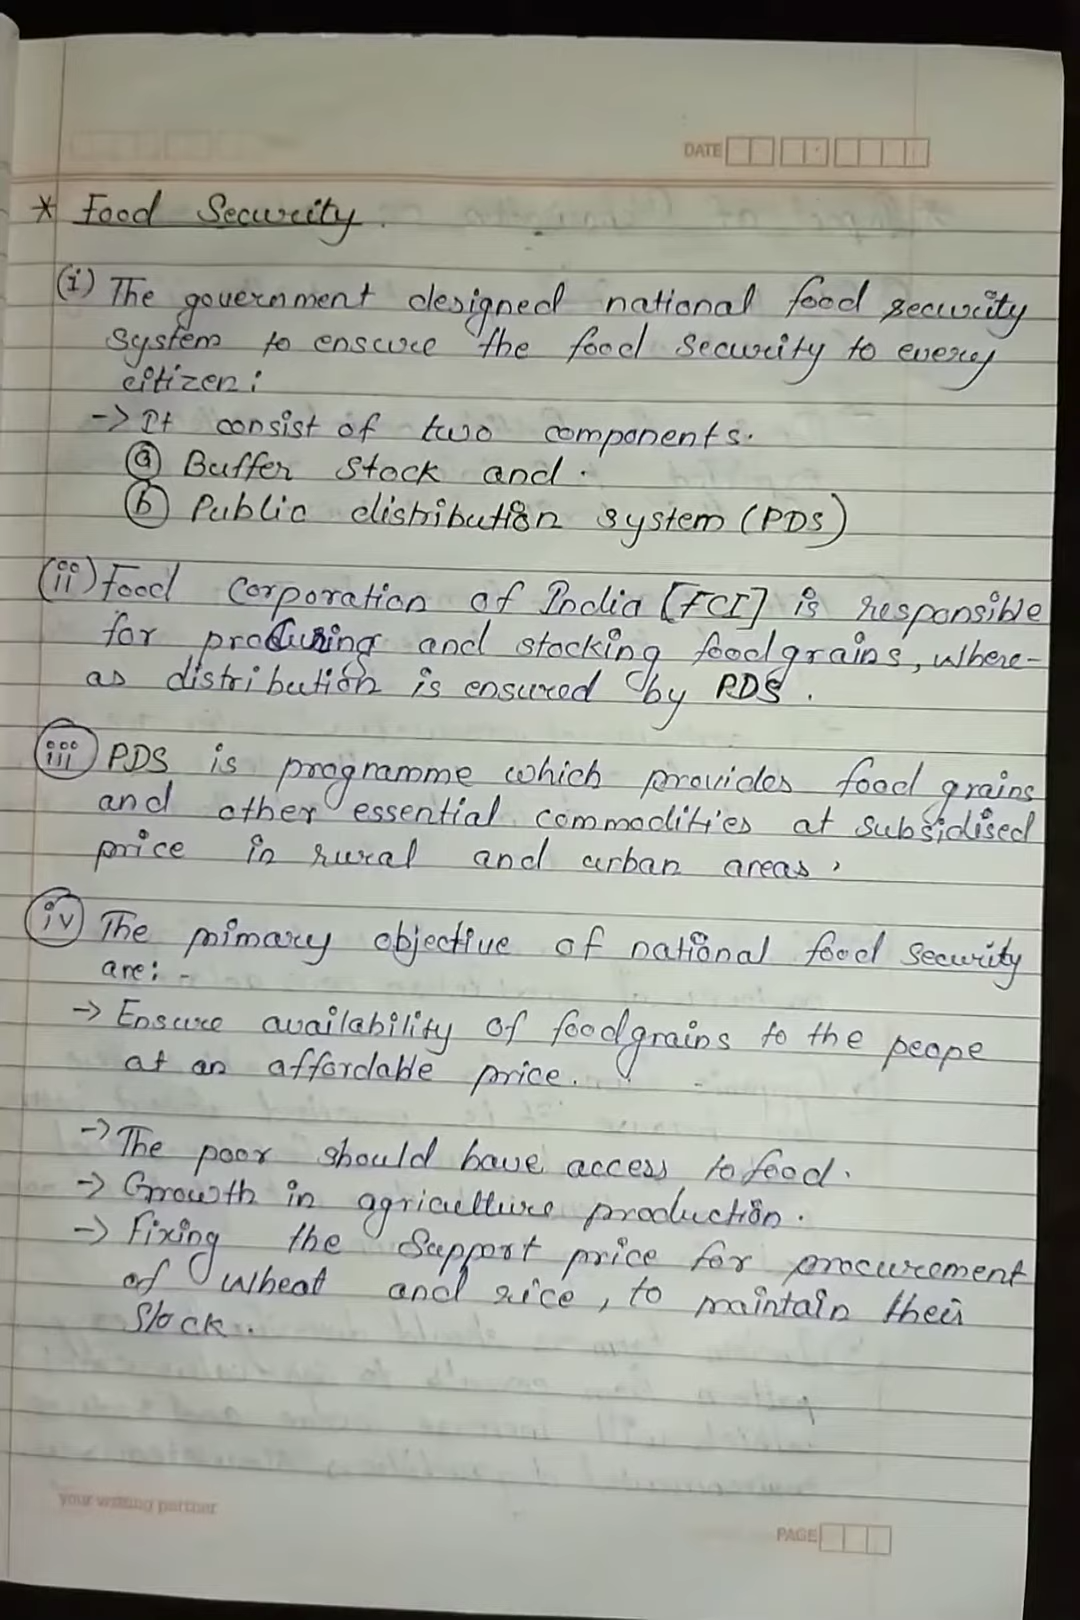 DATE
* Food Security.
(i) The government designed national food security
system to enscure the food security to every
citizen:
-> It consist of two components.
(a) Buffer stock and.
(b) Public distribution system (PDS)
(ii) Food Corporation of India [FCI] is responsible
for and stocking foodgrains, where-
as distribution is ensured by PDS.
(iii) PDS is programme which provides food grains
and other essential commodities at subsidised
price in rural and urban areas,
(iv) The primary objective of national food security
are: -
-> Ensure availability of foodgrains to the peope
at an affordable price.
-> The poor should have access to food.
-> Growth in agriculture production.
-> Fixing the Support price for procurement
of wheat and rice, to maintain their
Stock.
your writing partner
PAGE